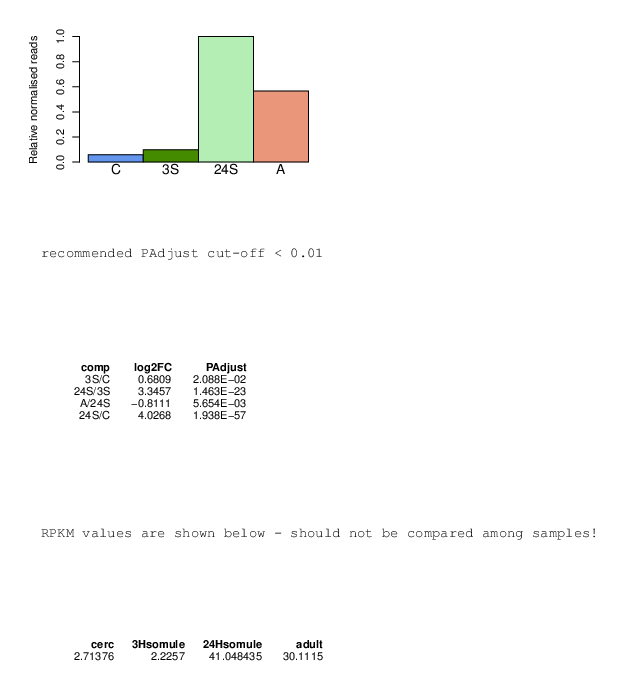 Relative normalised reads
1.0
0.8
0.6
0.4
0.2
0.0
C 3S 24S A
recommended PAdjust cut-off < 0.01
comp log2FC PAdjust
3S/C 0.6809 2.088E−02
24S/3S 3.3457 1.463E−23
A/24S −0.8111 5.654E−03
24S/C 4.0268 1.938E−57
RPKM values are shown below - should not be compared among samples!
cerc 3Hsomule 24Hsomule adult
2.71376 2.2257 41.048435 30.1115